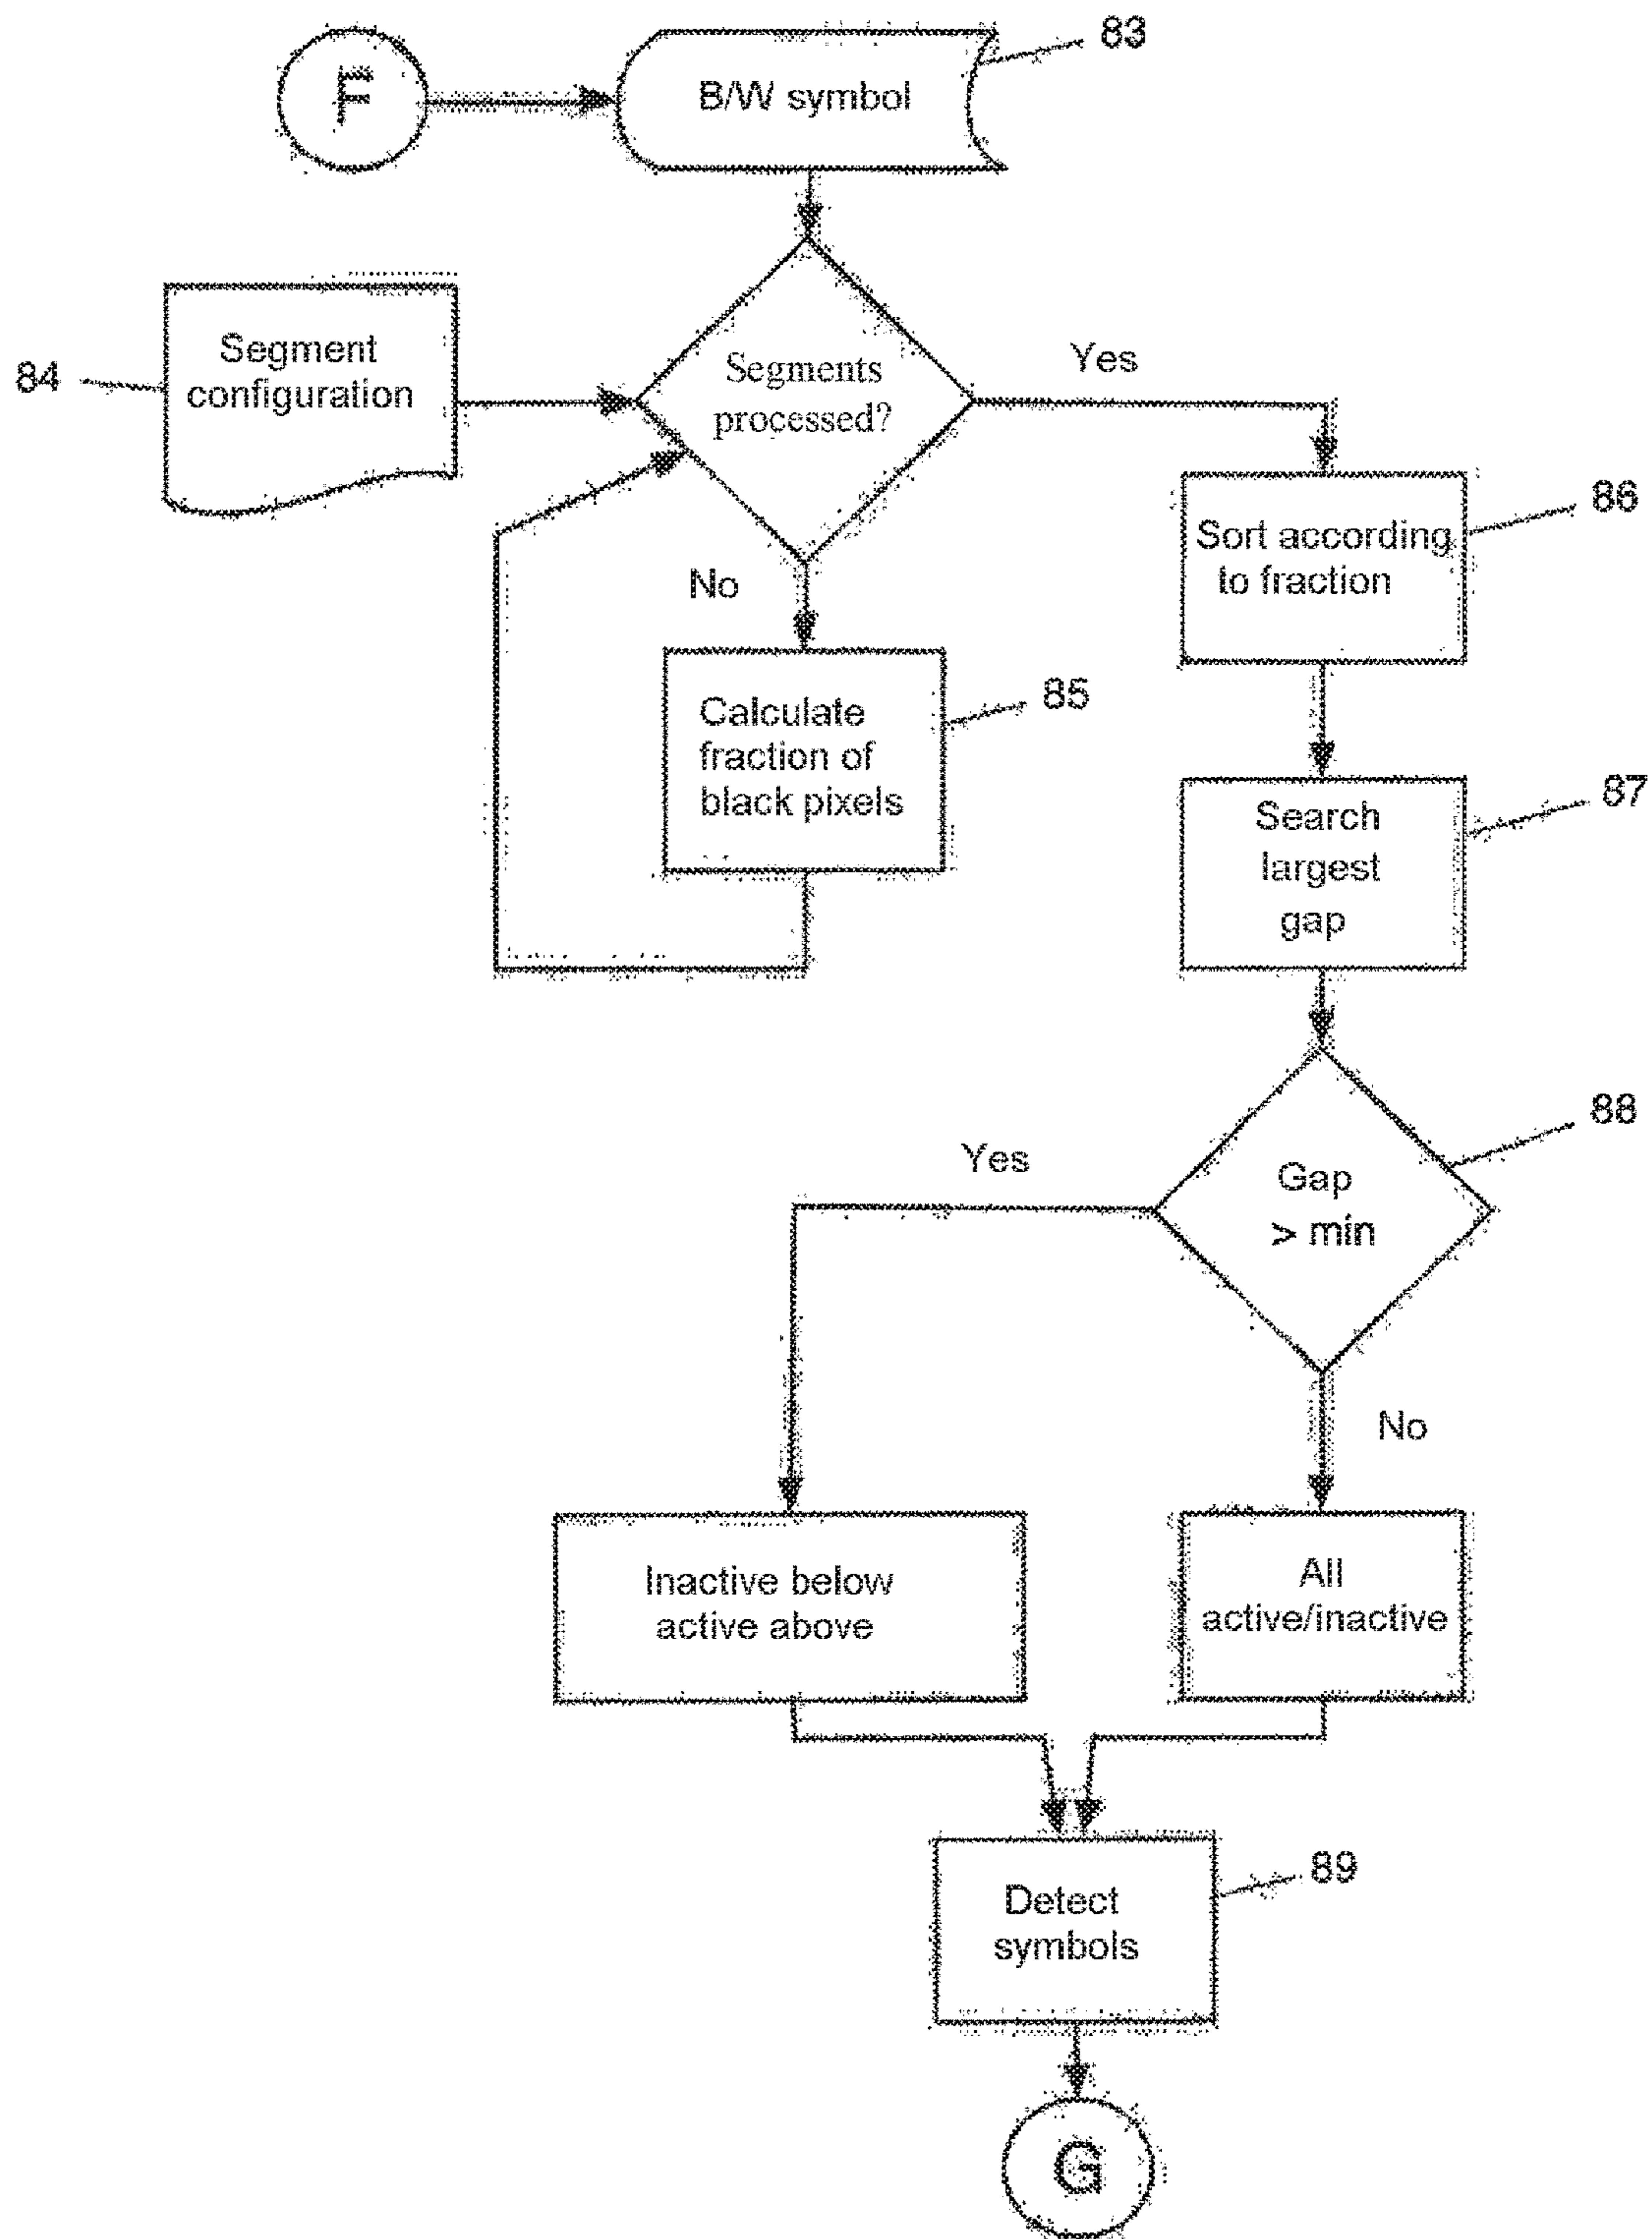 F
B/W symbol
83
Segment
configuration
84
Segments
processed?
Yes
No
Calculate
fraction of
black pixels
85
Sort according
to fraction
86
Search
largest
gap
87
Gap
> min
88
Yes
No
Inactive below
active above
All
active/inactive
Detect
symbols
89
G